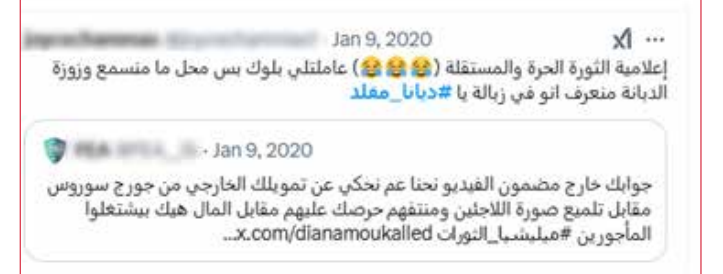 Jan 9, 2020
إعلامية الثورة الحرة والمستقلة (😂😂😂) عاملتلي بلوك بس محل ما منسمع وزوزة
الدبانة منعرف انو في زبالة يا #ديانا_مقلد
· Jan 9, 2020
جوابك خارج مضمون الفيديو نحنا عم نحكي عن تمويلك الخارجي من جورج سوروس
مقابل تلميع صورة اللاجئين ومنتفهم حرصك عليهم مقابل المال هيك بيشتغلوا
المأجورين #ميليشيا_الثورات x.com/dianamoukalled...